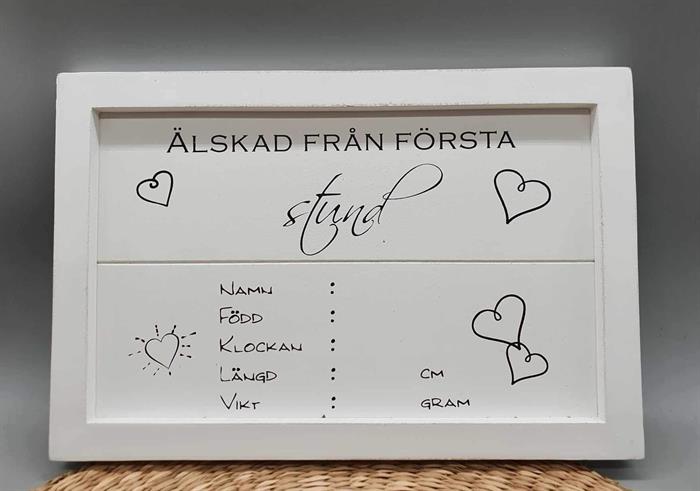 ÄLSKAD FRÅN FÖRSTA
stund
NAMN :
FÖDD :
KLOCKAN :
LÄNGD : CM
VIKT : GRAM